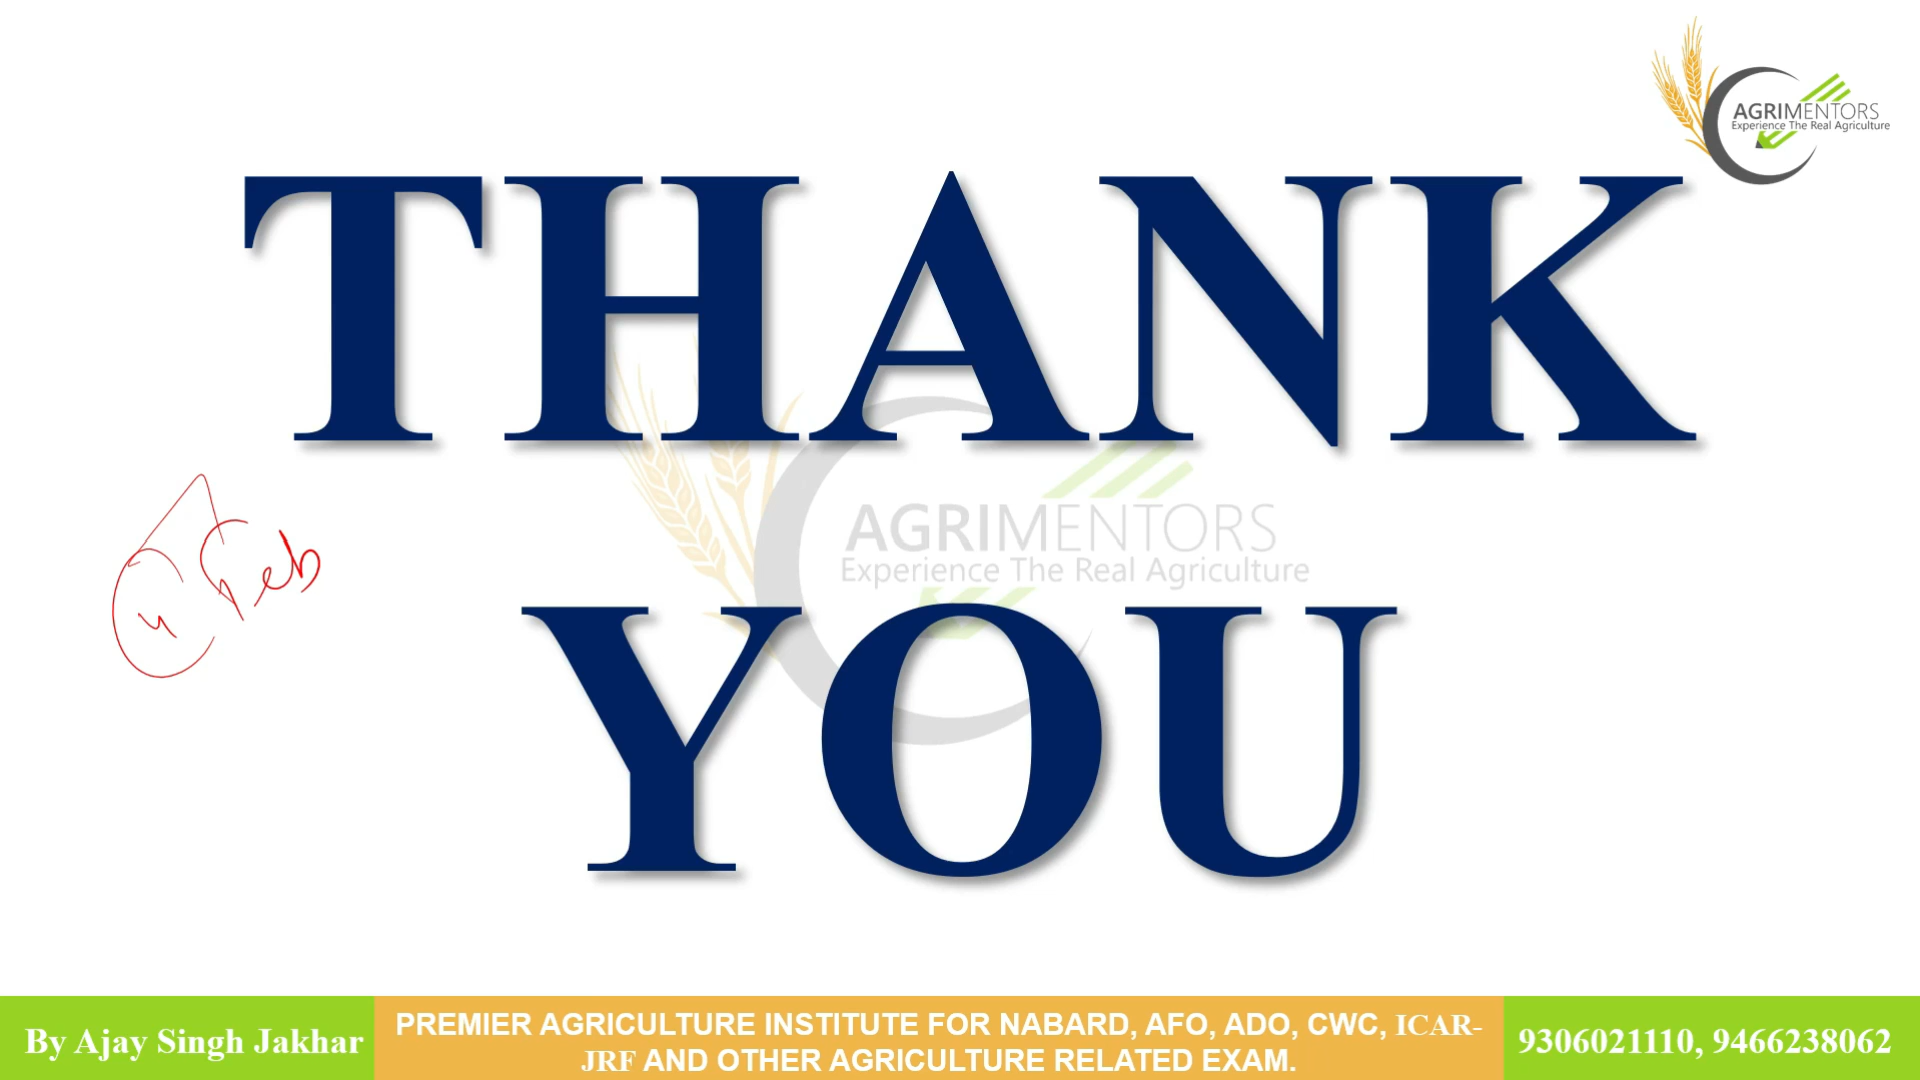 AGRIMENTORS
Experience The Real Agriculture
THANK
AGRIMENTORS
Experience The Real Agriculture
4 Feb
YOU
By Ajay Singh Jakhar
PREMIER AGRICULTURE INSTITUTE FOR NABARD, AFO, ADO, CWC, ICAR-
JRF AND OTHER AGRICULTURE RELATED EXAM.
9306021110, 9466238062